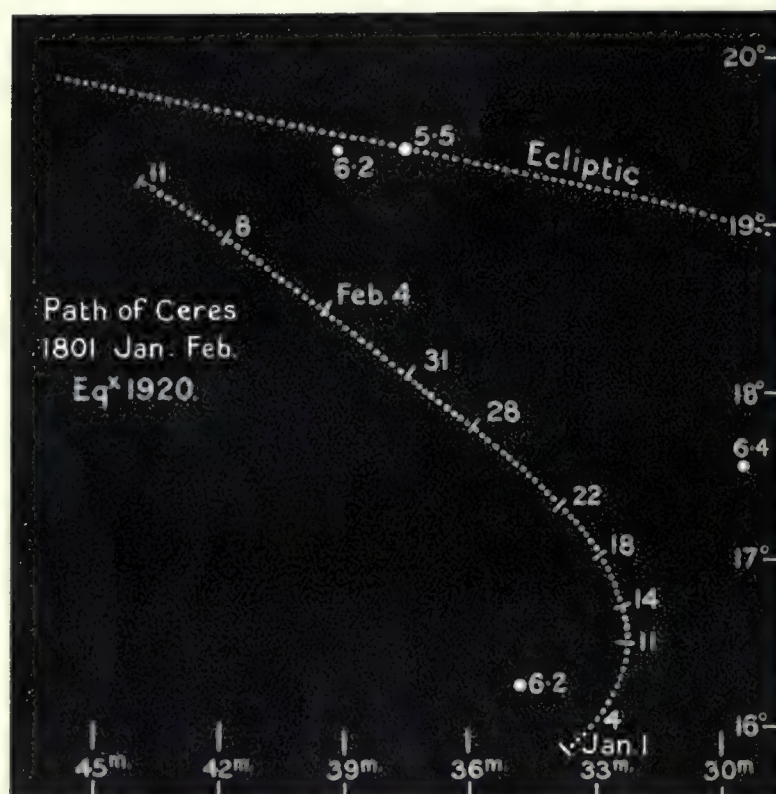 20°
5·5
6·2
Ecliptic
11
19°
8
Feb. 4
Path of Ceres
1801 Jan. Feb.
Eqˣ 1920.
31
18°
28
6·4
22
18
17°
14
11
6·2
4
16°
Jan. 1
45ᵐ 42ᵐ 39ᵐ 36ᵐ 33ᵐ 30ᵐ